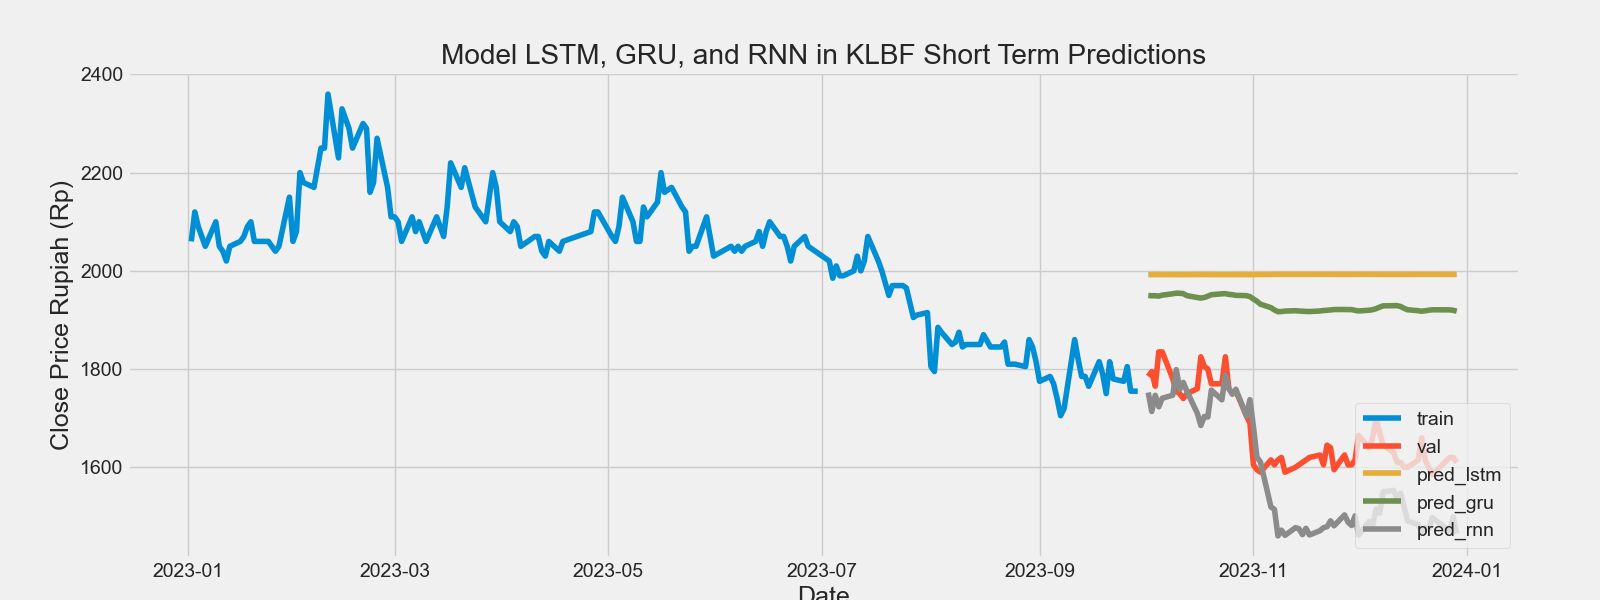 Model LSTM, GRU, and RNN in KLBF Short Term Predictions
Close Price Rupiah (Rp)
2400
2200
2000
1800
1600
train
val
pred_lstm
pred_gru
pred_rnn
2023-01 2023-03 2023-05 2023-07 2023-09 2023-11 2024-01
Date